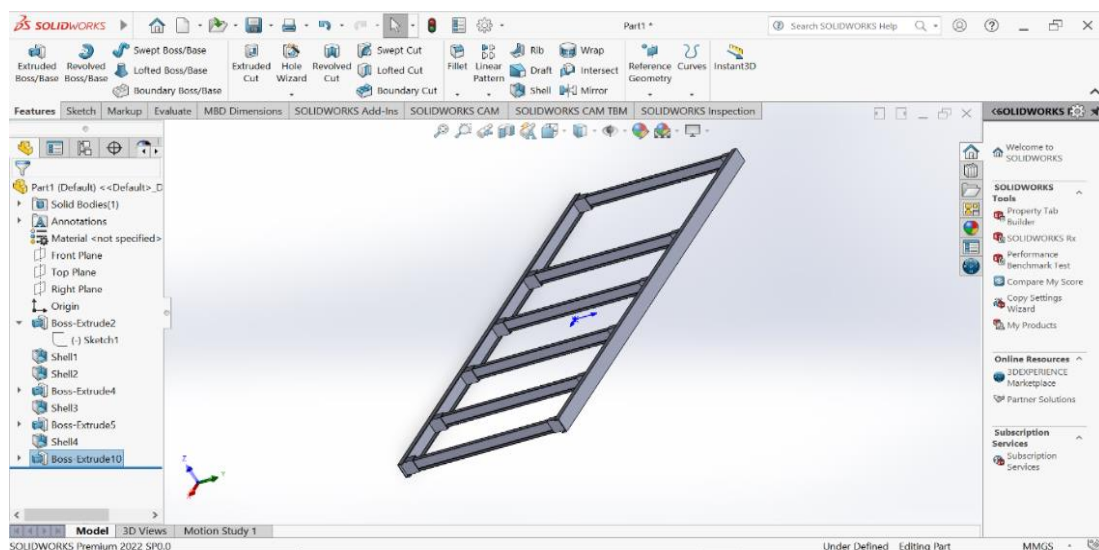 SOLIDWORKS
Part1 *
Search SOLIDWORKS Help
Extruded Boss/Base
Revolved Boss/Base
Swept Boss/Base
Lofted Boss/Base
Boundary Boss/Base
Extruded Cut
Hole Wizard
Revolved Cut
Swept Cut
Lofted Cut
Boundary Cut
Fillet
Linear Pattern
Rib
Draft
Shell
Wrap
Intersect
Mirror
Reference Geometry
Curves
Instant3D
Features Sketch Markup Evaluate MBD Dimensions SOLIDWORKS Add-Ins SOLIDWORKS CAM SOLIDWORKS CAM TBM SOLIDWORKS Inspection
Part1 (Default) <<Default>_D
Solid Bodies(1)
Annotations
Material <not specified>
Front Plane
Top Plane
Right Plane
Origin
Boss-Extrude2
(-) Sketch1
Shell1
Shell2
Boss-Extrude4
Shell3
Boss-Extrude5
Shell4
Boss-Extrude10
Z
Y
Welcome to
SOLIDWORKS
SOLIDWORKS
Tools
Property Tab
Builder
SOLIDWORKS Rx
Performance
Benchmark Test
Compare My Score
Copy Settings
Wizard
My Products
Online Resources
3DEXPERIENCE
Marketplace
Partner Solutions
Subscription
Services
Subscription
Services
Model 3D Views Motion Study 1
SOLIDWORKS Premium 2022 SP0.0
Under Defined Editing Part MMGS